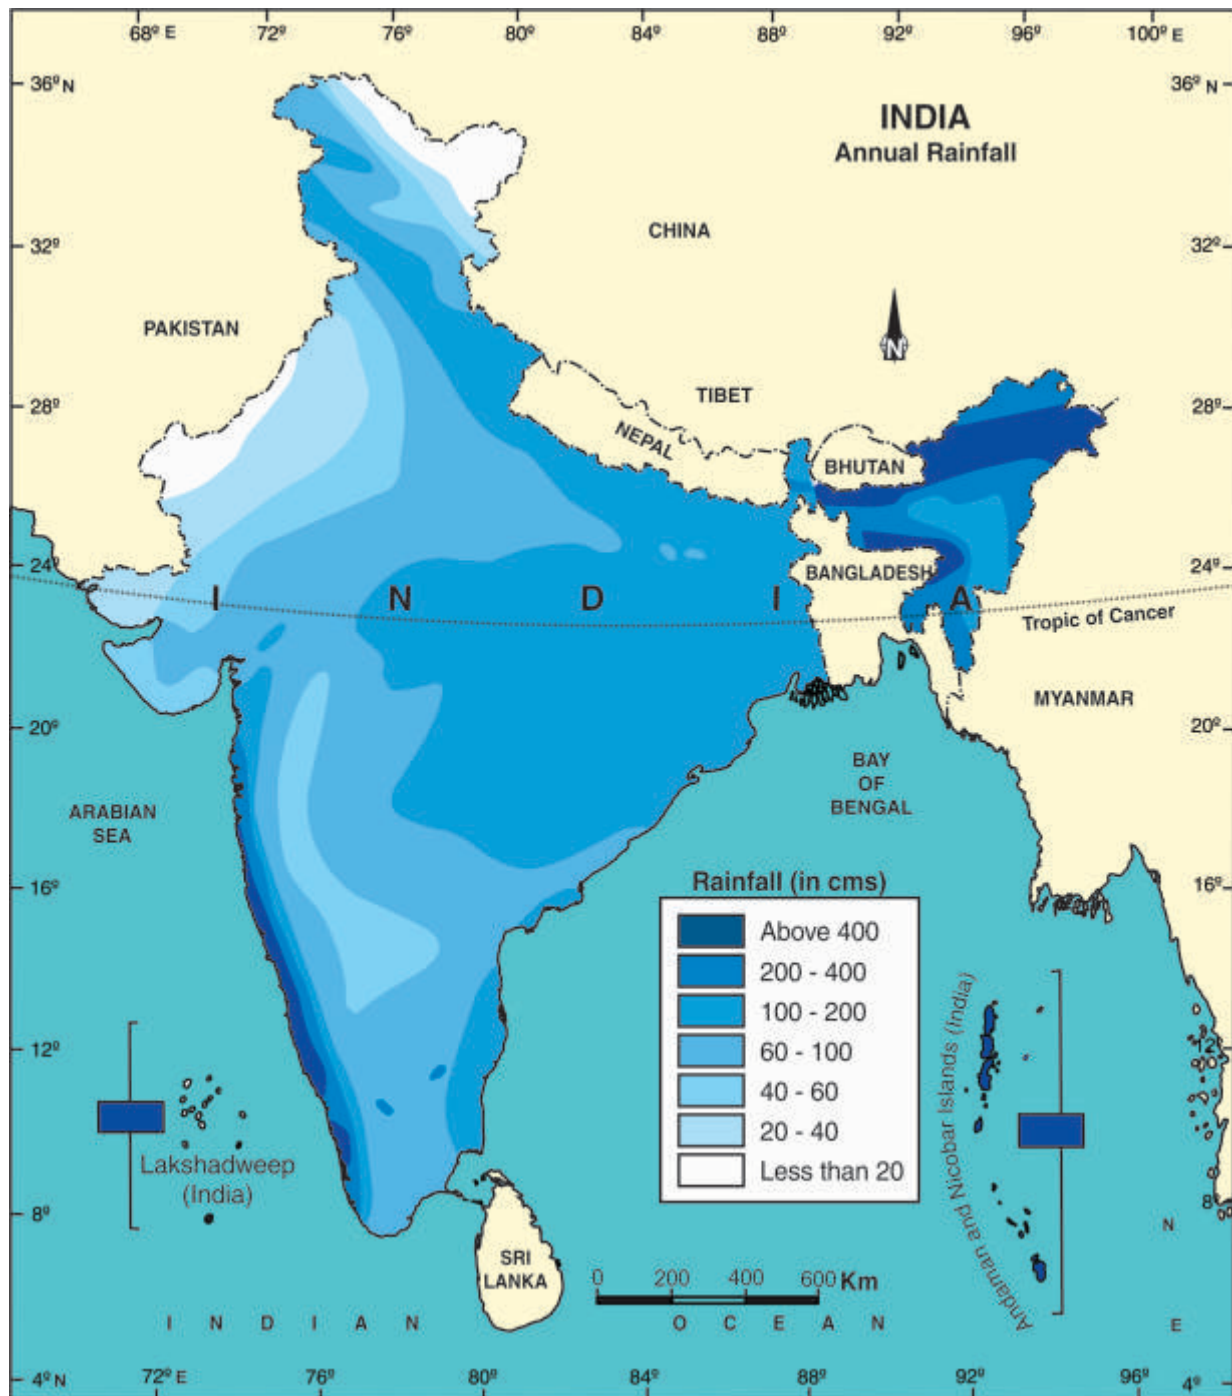 68º E 72º 76º 80º 84º 88º 92º 96º 100º E
36º N 36º N
INDIA
Annual Rainfall
CHINA
32º 32º
PAKISTAN
N
TIBET
28º 28º
NEPAL
BHUTAN
24º BANGLADESH 24º
I N D I A
Tropic of Cancer
MYANMAR
20º 20º
BAY
OF
BENGAL
ARABIAN
SEA
16º 16º
Rainfall (in cms)
Above 400
200 - 400
100 - 200
60 - 100
40 - 60
20 - 40
Less than 20
12º 12º
Lakshadweep
(India)
Andaman and Nicobar Islands (India)
8º 8º
N
SRI
LANKA
0 200 400 600 Km
I N D I A N O C E A N E
72º E 76º 80º 84º 88º 92º 96º
4º N 4º